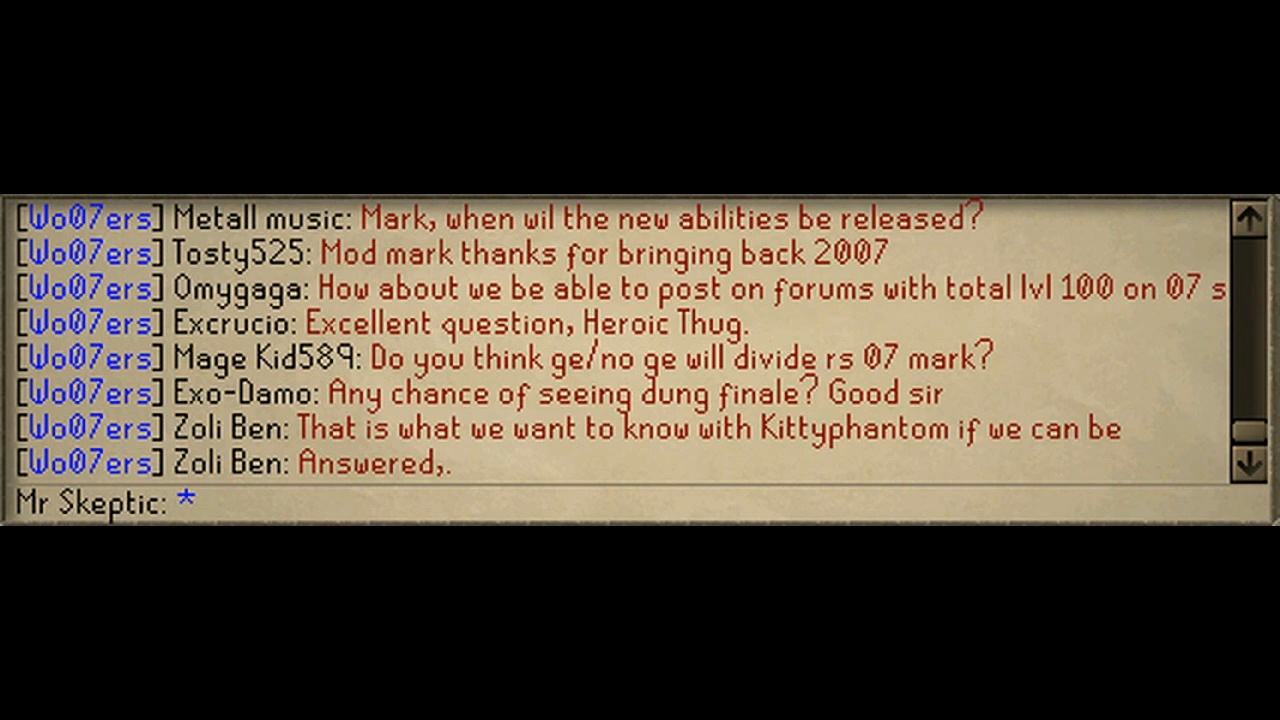 [Wo07ers] Metall music: Mark, when wil the new abilities be released?
[Wo07ers] Tosty525: Mod mark thanks for bringing back 2007
[Wo07ers] Omygaga: How about we be able to post on forums with total lvl 100 on 07 s
[Wo07ers] Excrucio: Excellent question, Heroic Thug.
[Wo07ers] Mage Kid589: Do you think ge/no ge will divide rs 07 mark?
[Wo07ers] Exo-Damo: Any chance of seeing dung finale? Good sir
[Wo07ers] Zoli Ben: That is what we want to know with Kittyphantom if we can be
[Wo07ers] Zoli Ben: Answered,.
Mr Skeptic: *